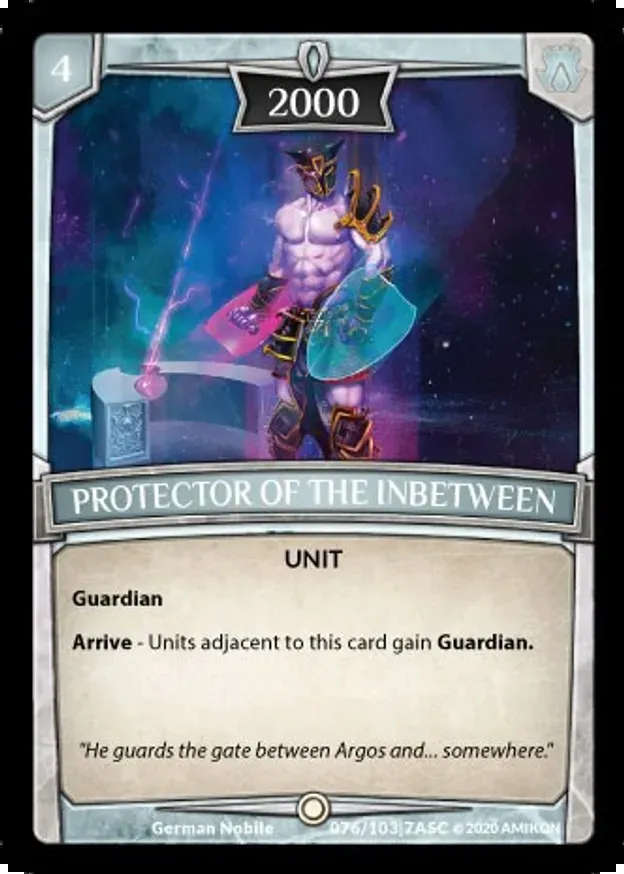 4
2000
PROTECTOR OF THE INBETWEEN
UNIT
Guardian
Arrive - Units adjacent to this card gain Guardian.
"He guards the gate between Argos and... somewhere."
German Nobile 076/103|7ASC © 2020 AMIKON